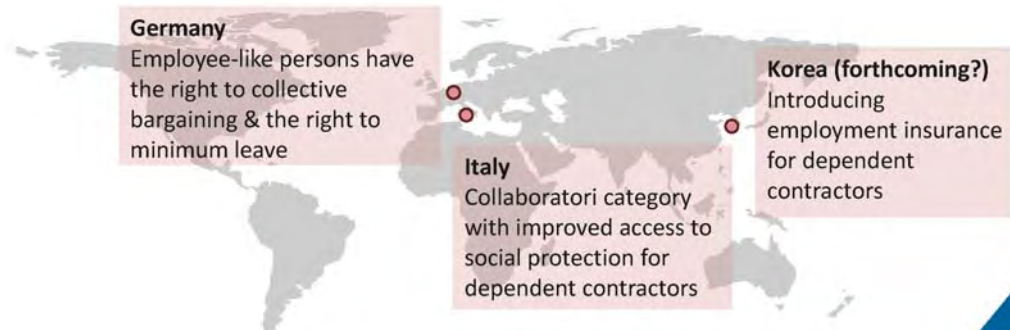 Germany
Employee-like persons have
the right to collective
bargaining & the right to
minimum leave
Italy
Collaboratori category
with improved access to
social protection for
dependent contractors
Korea (forthcoming?)
Introducing
employment insurance
for dependent
contractors